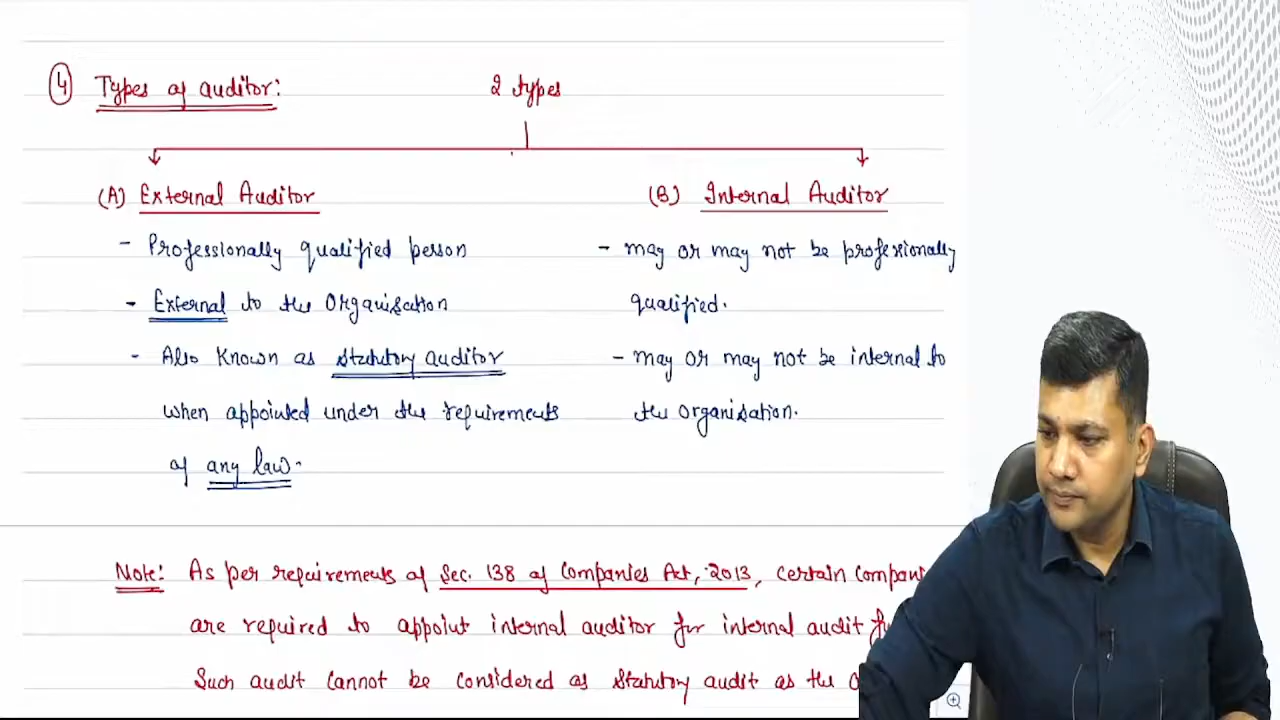 4 Types of auditor: 2 types
(A) External Auditor
- Professionally qualified person
- External to the Organisation
- Also Known as Statutory auditor
when appointed under the requirements
of any law.
(B) Internal Auditor
- may or may not be professionally
qualified.
- may or may not be internal to
the organisation.
Note: As per requirements of Sec. 138 of Companies Act, 2013, certain
are required to appoint internal auditor for internal audit
Such audit cannot be considered as Statutory audit as the